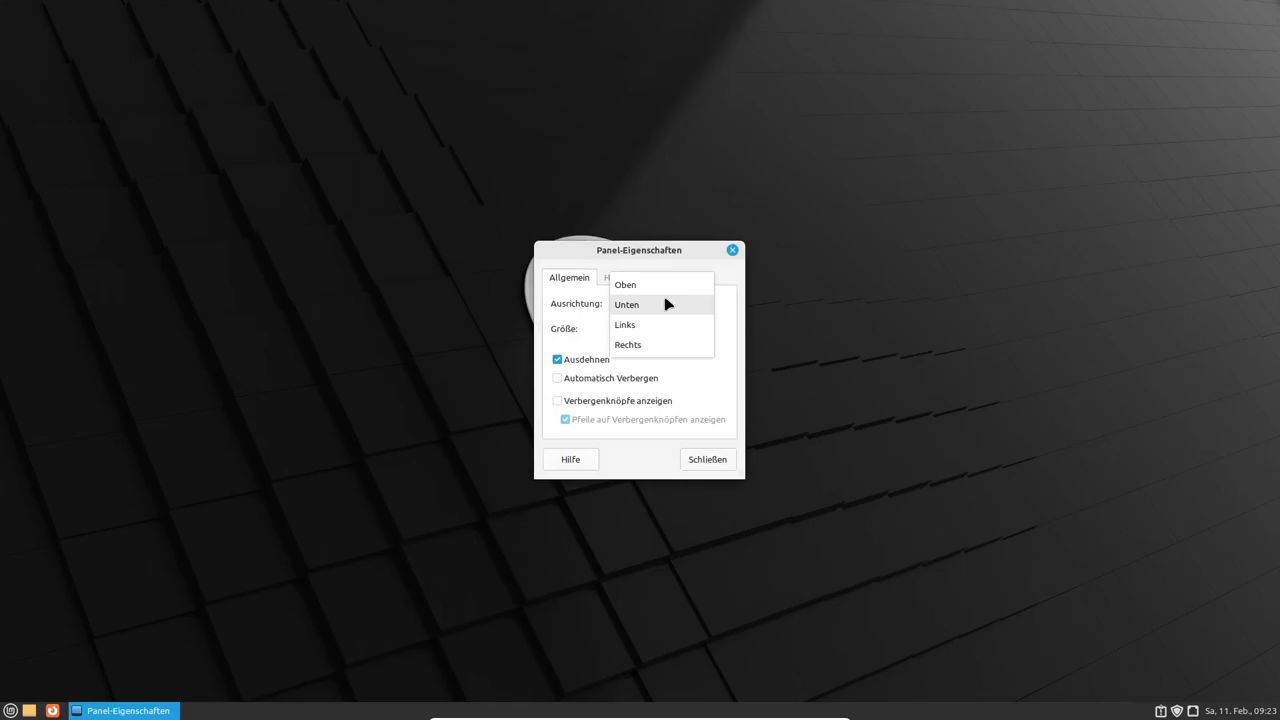 Panel-Eigenschaften
Allgemein
Oben
Ausrichtung:
Unten
Links
Größe:
Rechts
Ausdehnen
Automatisch Verbergen
Verbergenknöpfe anzeigen
Pfeile auf Verbergenknöpfen anzeigen
Hilfe
Schließen
Panel-Eigenschaften
Sa, 11. Feb., 09:23